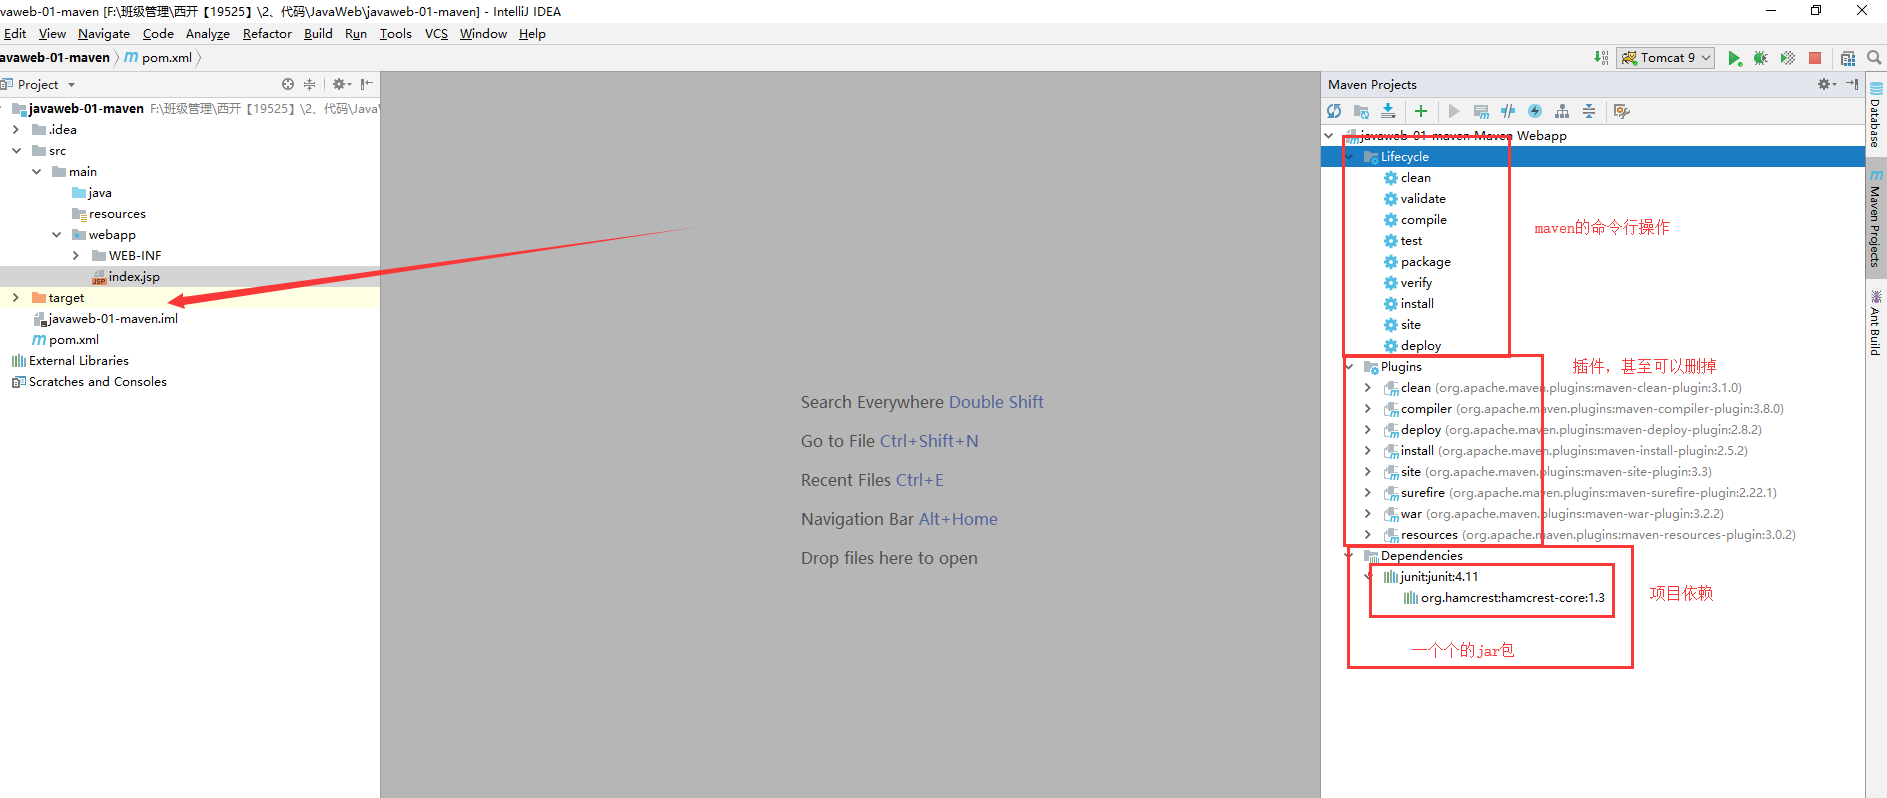 vaweb-01-maven [F:\班级管理\西开【19525】\2、代码\JavaWeb\javaweb-01-maven] - IntelliJ IDEA
Edit View Navigate Code Analyze Refactor Build Run Tools VCS Window Help
avaweb-01-maven pom.xml
Tomcat 9
Project
javaweb-01-maven F:\班级管理\西开【19525】\2、代码\JavaW
.idea
src
main
java
resources
webapp
WEB-INF
index.jsp
target
javaweb-01-maven.iml
pom.xml
External Libraries
Scratches and Consoles
Search Everywhere Double Shift
Go to File Ctrl+Shift+N
Recent Files Ctrl+E
Navigation Bar Alt+Home
Drop files here to open
Maven Projects
javaweb-01-maven Maven Webapp
Lifecycle
clean
validate
compile
test
package
verify
install
site
deploy
maven的命令行操作
Plugins
插件，甚至可以删掉
clean (org.apache.maven.plugins:maven-clean-plugin:3.1.0)
compiler (org.apache.maven.plugins:maven-compiler-plugin:3.8.0)
deploy (org.apache.maven.plugins:maven-deploy-plugin:2.8.2)
install (org.apache.maven.plugins:maven-install-plugin:2.5.2)
site (org.apache.maven.plugins:maven-site-plugin:3.3)
surefire (org.apache.maven.plugins:maven-surefire-plugin:2.22.1)
war (org.apache.maven.plugins:maven-war-plugin:3.2.2)
resources (org.apache.maven.plugins:maven-resources-plugin:3.0.2)
Dependencies
junit:junit:4.11
org.hamcrest:hamcrest-core:1.3
项目依赖
一个个的jar包
Database
Maven Projects
Ant Build